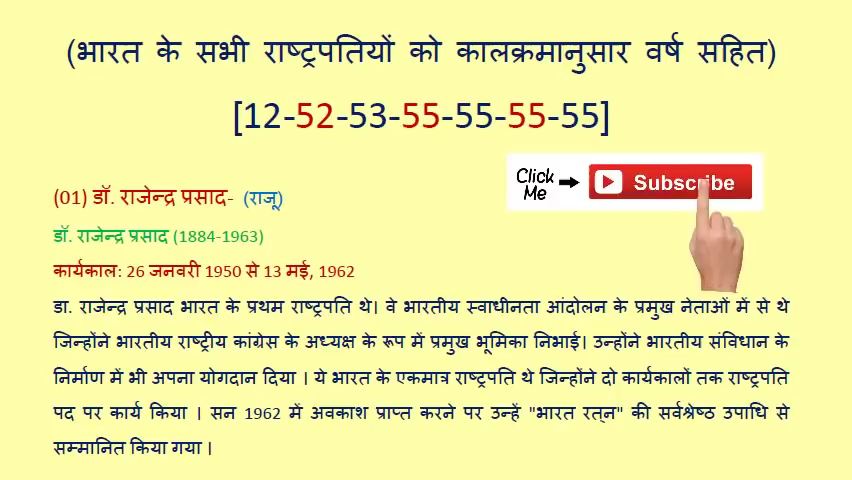 (भारत के सभी राष्ट्रपतियों को कालक्रमानुसार वर्ष सहित)
[12-52-53-55-55-55-55]
Click
Me
Subscribe
(01) डॉ. राजेन्द्र प्रसाद- (राजू)
डॉ. राजेन्द्र प्रसाद (1884-1963)
कार्यकाल: 26 जनवरी 1950 से 13 मई, 1962
डा. राजेन्द्र प्रसाद भारत के प्रथम राष्ट्रपति थे। वे भारतीय स्वाधीनता आंदोलन के प्रमुख नेताओं में से थे
जिन्होंने भारतीय राष्ट्रीय कांग्रेस के अध्यक्ष के रूप में प्रमुख भूमिका निभाई। उन्होंने भारतीय संविधान के
निर्माण में भी अपना योगदान दिया । ये भारत के एकमात्र राष्ट्रपति थे जिन्होंने दो कार्यकालों तक राष्ट्रपति
पद पर कार्य किया । सन 1962 में अवकाश प्राप्त करने पर उन्हें "भारत रत्न" की सर्वश्रेष्ठ उपाधि से
सम्मानित किया गया ।